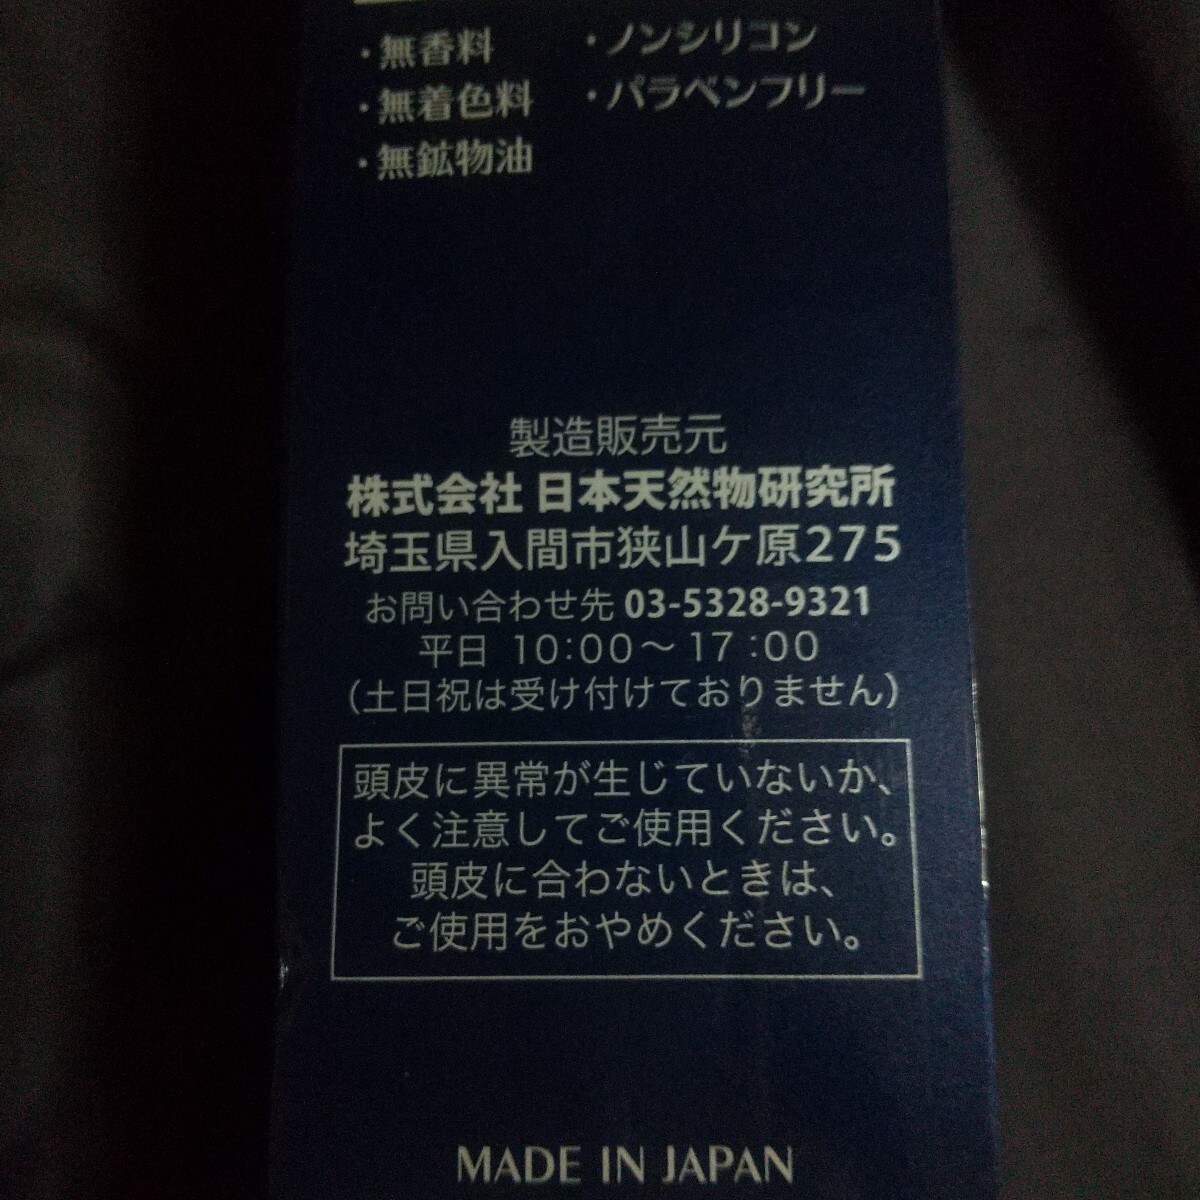 ・無香料
・無着色料
・無鉱物油
・ノンシリコン
・パラベンフリー
製造販売元
株式会社 日本天然物研究所
埼玉県入間市狭山ケ原275
お問い合わせ先 03-5328-9321
平日 10:00～17:00
（土日祝は受け付けておりません）
頭皮に異常が生じていないか、
よく注意してご使用ください。
頭皮に合わないときは、
ご使用をおやめください。
MADE IN JAPAN